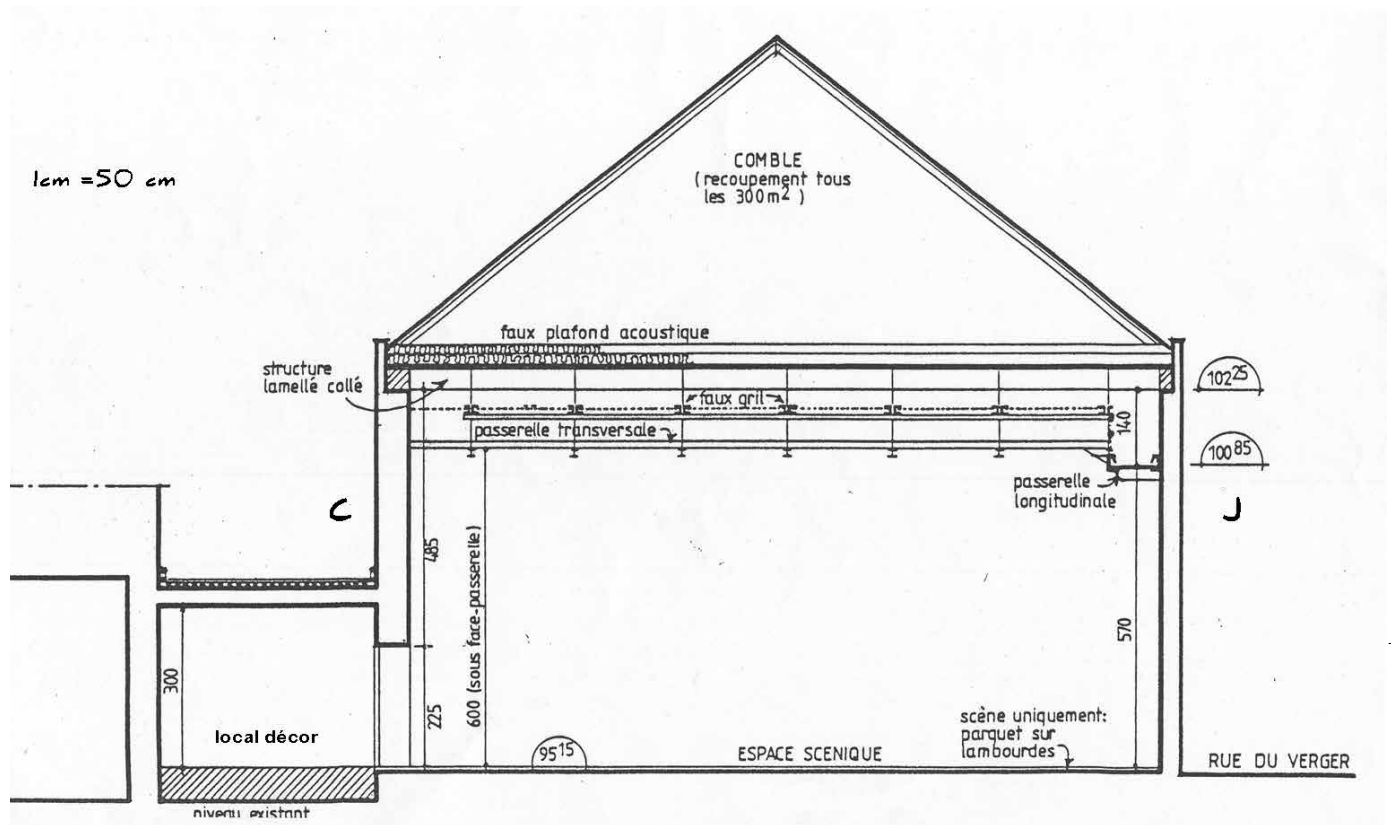 1cm = 50 cm
COMBLE
( recoupement tous
les 300m² )
faux plafond acoustique
structure
lamellé collé
faux gril
passerelle transversale
102²⁵
140
100⁸⁵
passerelle
longitudinale
C
J
485
600 (sous face-passerelle)
570
300
225
local décor
95¹⁵
ESPACE SCENIQUE
scène uniquement:
parquet sur
lambourdes
RUE DU VERGER
niveau existant